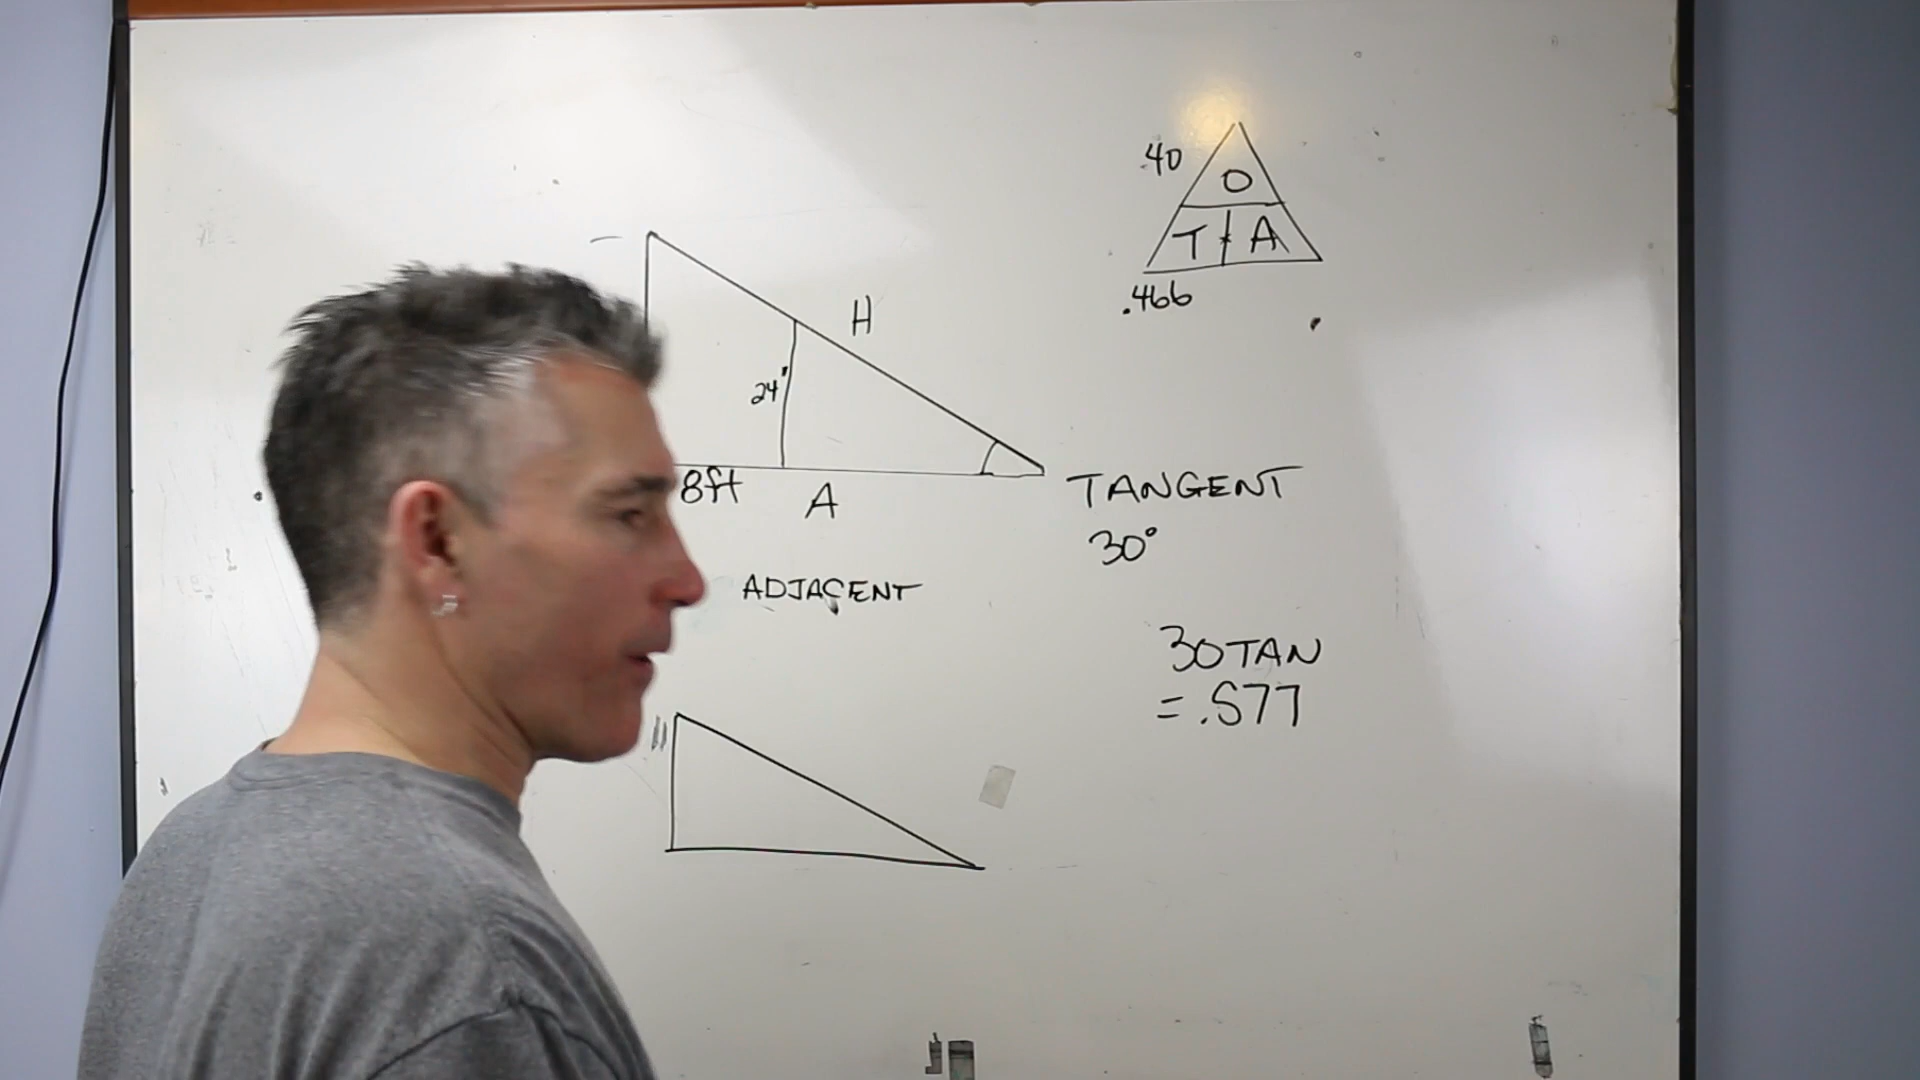 .40
O
T A
.466
H
24'
8ft
A
TANGENT
30°
ADJACENT
30TAN
=.577